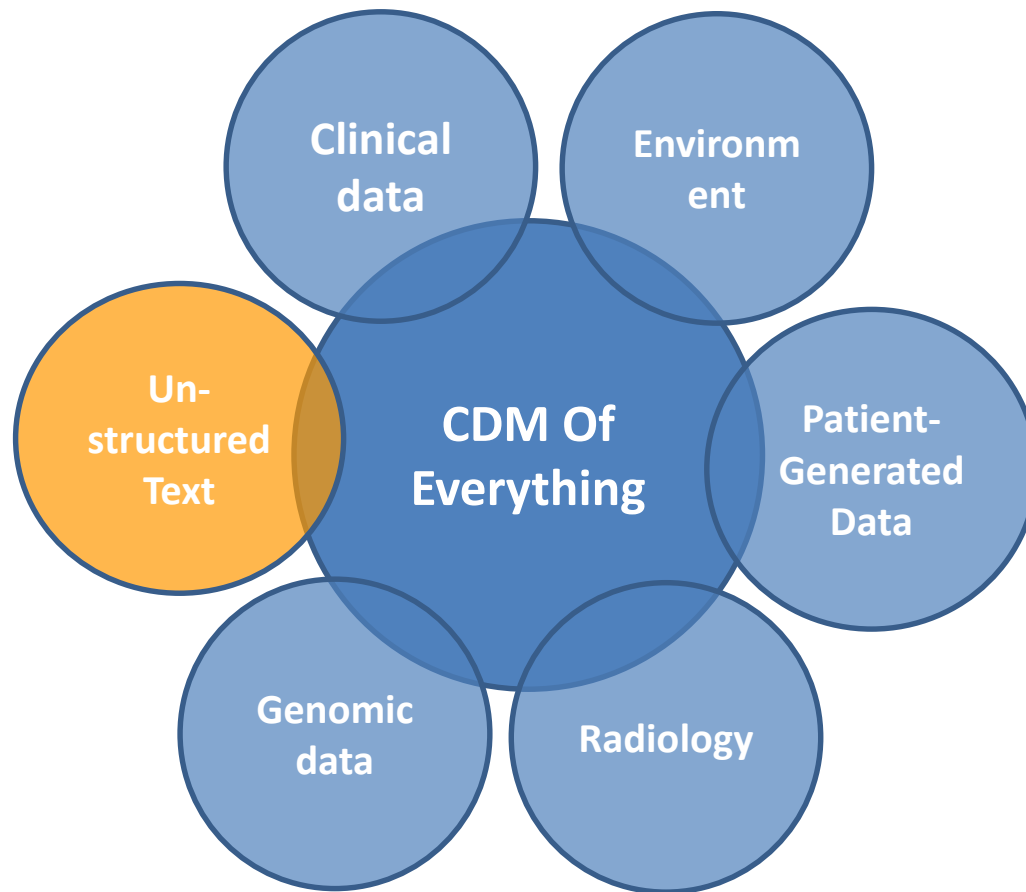 Clinical
data
Environm
ent
Un-
structured
Text
CDM Of
Everything
Patient-
Generated
Data
Genomic
data
Radiology